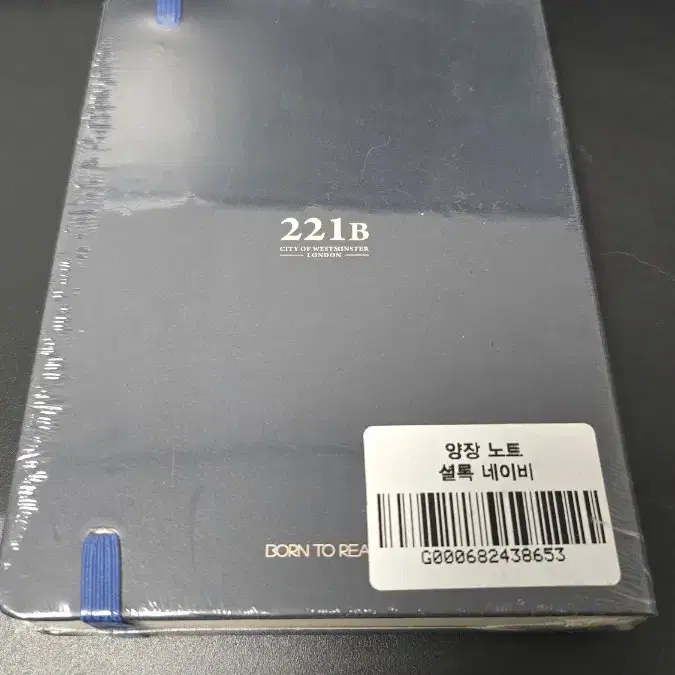 221B
CITY OF WESTMINSTER
LONDON
양장 노트
셜록 네이비
G000682438653
BORN TO REA